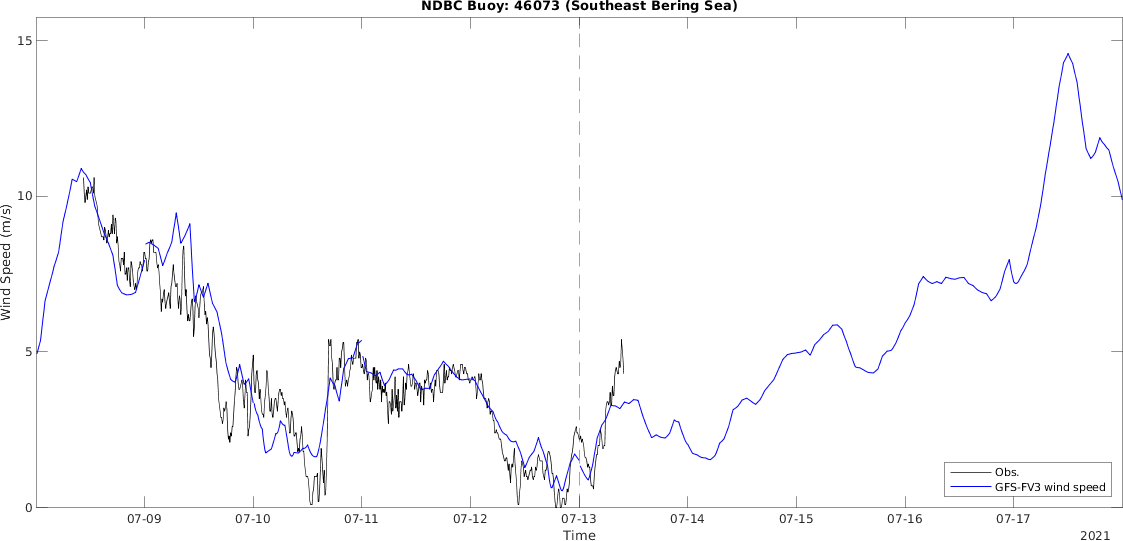 NDBC Buoy: 46073 (Southeast Bering Sea)
Wind Speed (m/s)
15
10
5
0
07-09 07-10 07-11 07-12 07-13 07-14 07-15 07-16 07-17
Time
2021
Obs.
GFS-FV3 wind speed